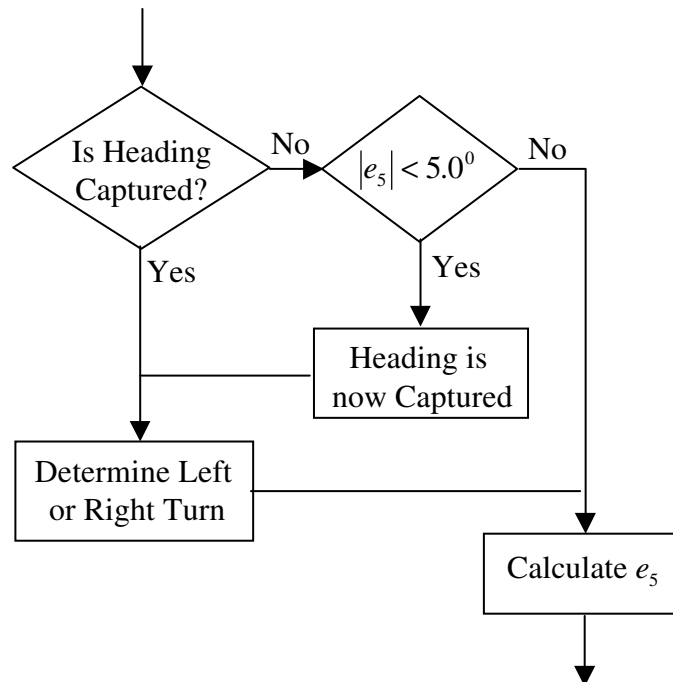 Is Heading
Captured?
No
|e₅| < 5.0⁰
No
Yes
Yes
Heading is
now Captured
Determine Left
or Right Turn
Calculate e₅